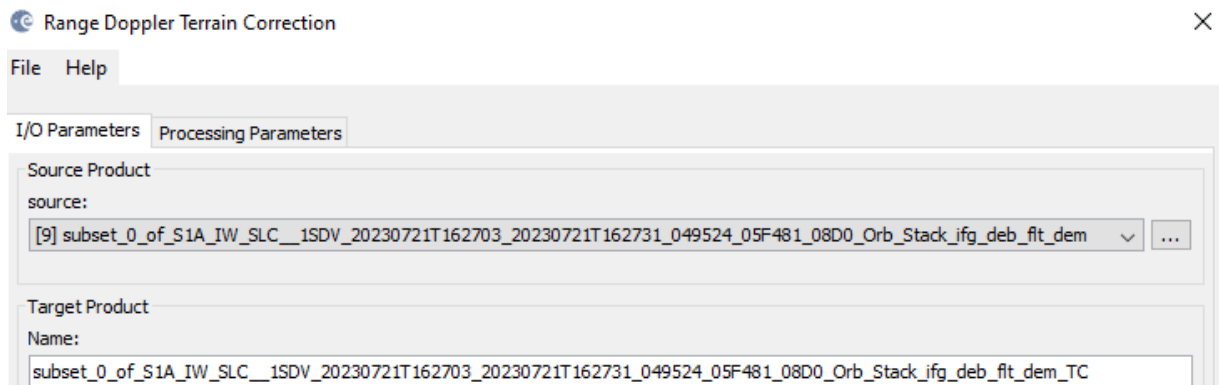 Range Doppler Terrain Correction
File Help
I/O Parameters Processing Parameters
Source Product
source:
[9] subset_0_of_S1A_IW_SLC__1SDV_20230721T162703_20230721T162731_049524_05F481_08D0_Orb_Stack_ifg_deb_flt_dem ...
Target Product
Name:
subset_0_of_S1A_IW_SLC__1SDV_20230721T162703_20230721T162731_049524_05F481_08D0_Orb_Stack_ifg_deb_flt_dem_TC